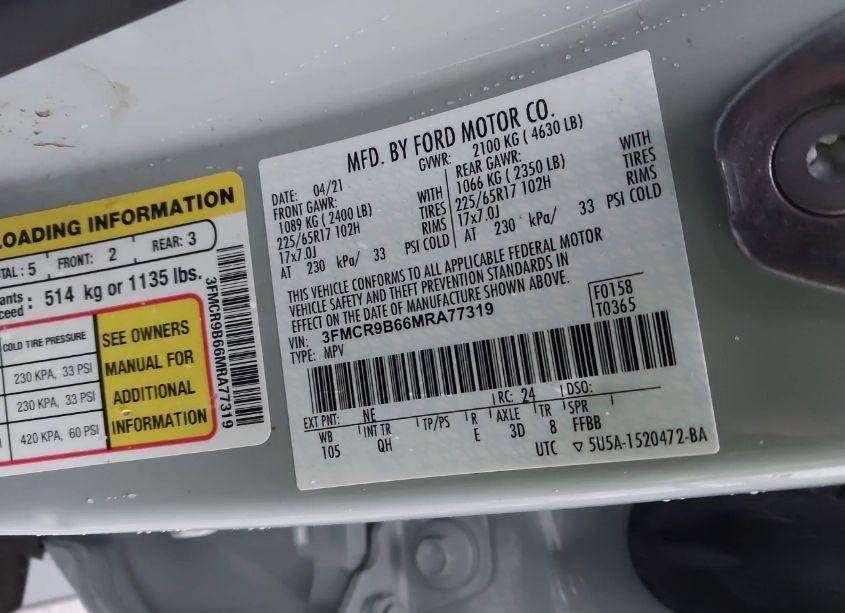 LOADING INFORMATION
TAL : 5 FRONT: 2 REAR: 3
ants
ceed : 514 kg or 1135 lbs.
COLD TIRE PRESSURE
230 KPA, 33 PSI
230 KPA, 33 PSI
420 KPA, 60 PSI
SEE OWNERS
MANUAL FOR
ADDITIONAL
INFORMATION
3FMCR9B66MRA77319
MFD. BY FORD MOTOR CO.
DATE: 04/21 GVWR: 2100 KG ( 4630 LB)
FRONT GAWR:
1089 KG ( 2400 LB) WITH
225/65R17 102H TIRES
17x7.0J RIMS
AT 230 kPa/ 33 PSI COLD
REAR GAWR:
1066 KG ( 2350 LB) WITH
225/65R17 102H TIRES
17x7.0J RIMS
AT 230 kPa/ 33 PSI COLD
THIS VEHICLE CONFORMS TO ALL APPLICABLE FEDERAL MOTOR
VEHICLE SAFETY AND THEFT PREVENTION STANDARDS IN
EFFECT ON THE DATE OF MANUFACTURE SHOWN ABOVE.
VIN: 3FMCR9B66MRA77319
TYPE: MPV
F0158
T0365
EXT PNT: NE RC: 24 DSO:
WB INT TR TP/PS R AXLE TR SPR
105 QH E 3D 8 FFBB
UTC ▽ 5U5A-1520472-BA